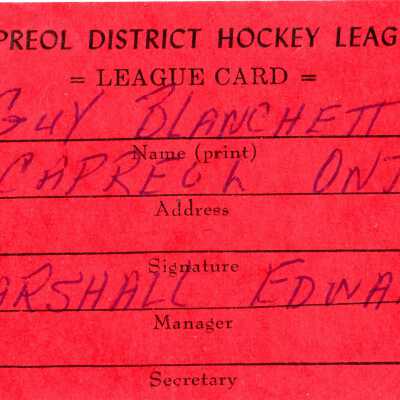 PREOL DISTRICT HOCKEY LEAG
= LEAGUE CARD =
GUY BLANCHETT
Name (print)
CAPREOL ONT
Address
Signature
ARSHALL EDWA
Manager
Secretary